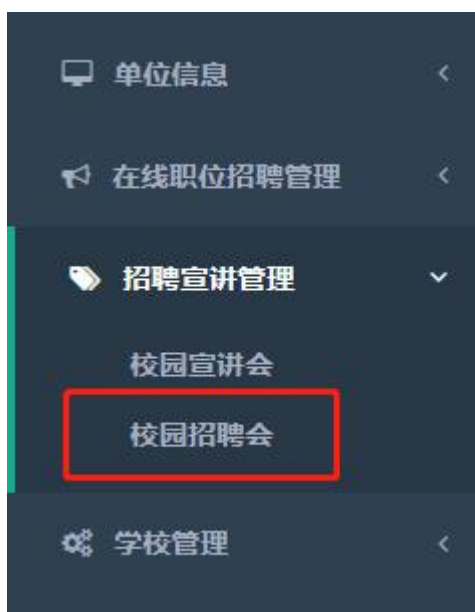 单位信息
在线职位招聘管理
招聘宣讲管理
校园宣讲会
校园招聘会
学校管理